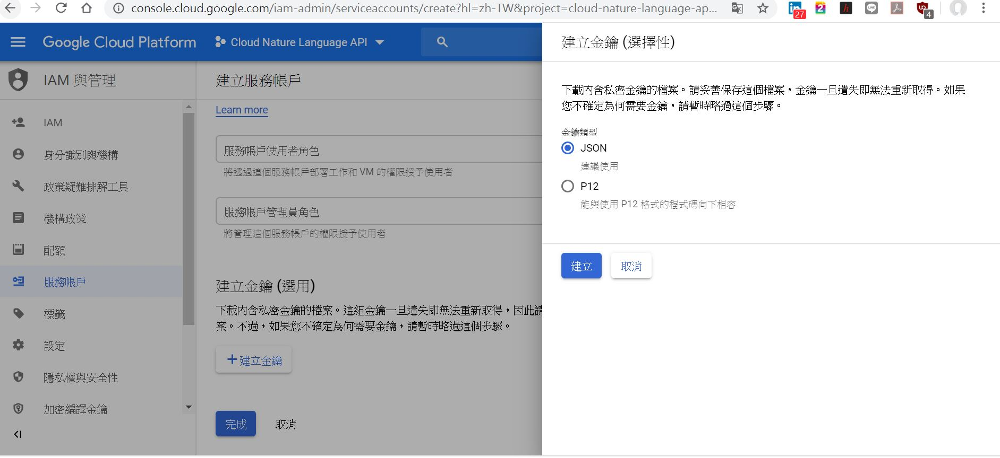 console.cloud.google.com/iam-admin/serviceaccounts/create?hl=zh-TW&project=cloud-nature-language-ap...
27
2
h
LINE
4
Google Cloud Platform
Cloud Nature Language API
建立金鑰 (選擇性)
IAM 與管理
建立服務帳戶
Learn more
下載內含私密金鑰的檔案。請妥善保存這個檔案，金鑰一旦遺失即無法重新取得。如果
您不確定為何需要金鑰，請暫時略過這個步驟。
IAM
身分識別與機構
政策疑難排解工具
機構政策
配額
服務帳戶
標籤
設定
隱私權與安全性
加密編譯金鑰
服務帳戶使用者角色
將透過這個服務帳戶部署工作和 VM 的權限授予使用者
服務帳戶管理員角色
將管理這個服務帳戶的權限授予使用者
建立金鑰 (選用)
下載內含私密金鑰的檔案。這組金鑰一旦遺失即無法重新取得，因此請
案。不過，如果您不確定為何需要金鑰，請暫時略過這個步驟。
+建立金鑰
完成
取消
金鑰類型
JSON
建議使用
P12
能與使用 P12 格式的程式碼向下相容
建立
取消